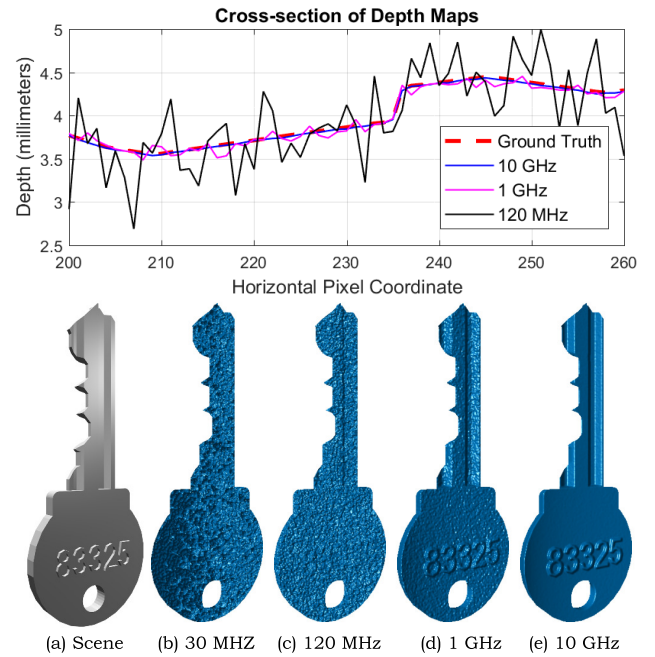 Cross-section of Depth Maps
Depth (millimeters)
5
4.5
4
3.5
3
2.5
200
210
220
230
240
250
260
Horizontal Pixel Coordinate
Ground Truth
10 GHz
1 GHz
120 MHz
83325
83325
83325
(a) Scene
(b) 30 MHZ
(c) 120 MHz
(d) 1 GHz
(e) 10 GHz